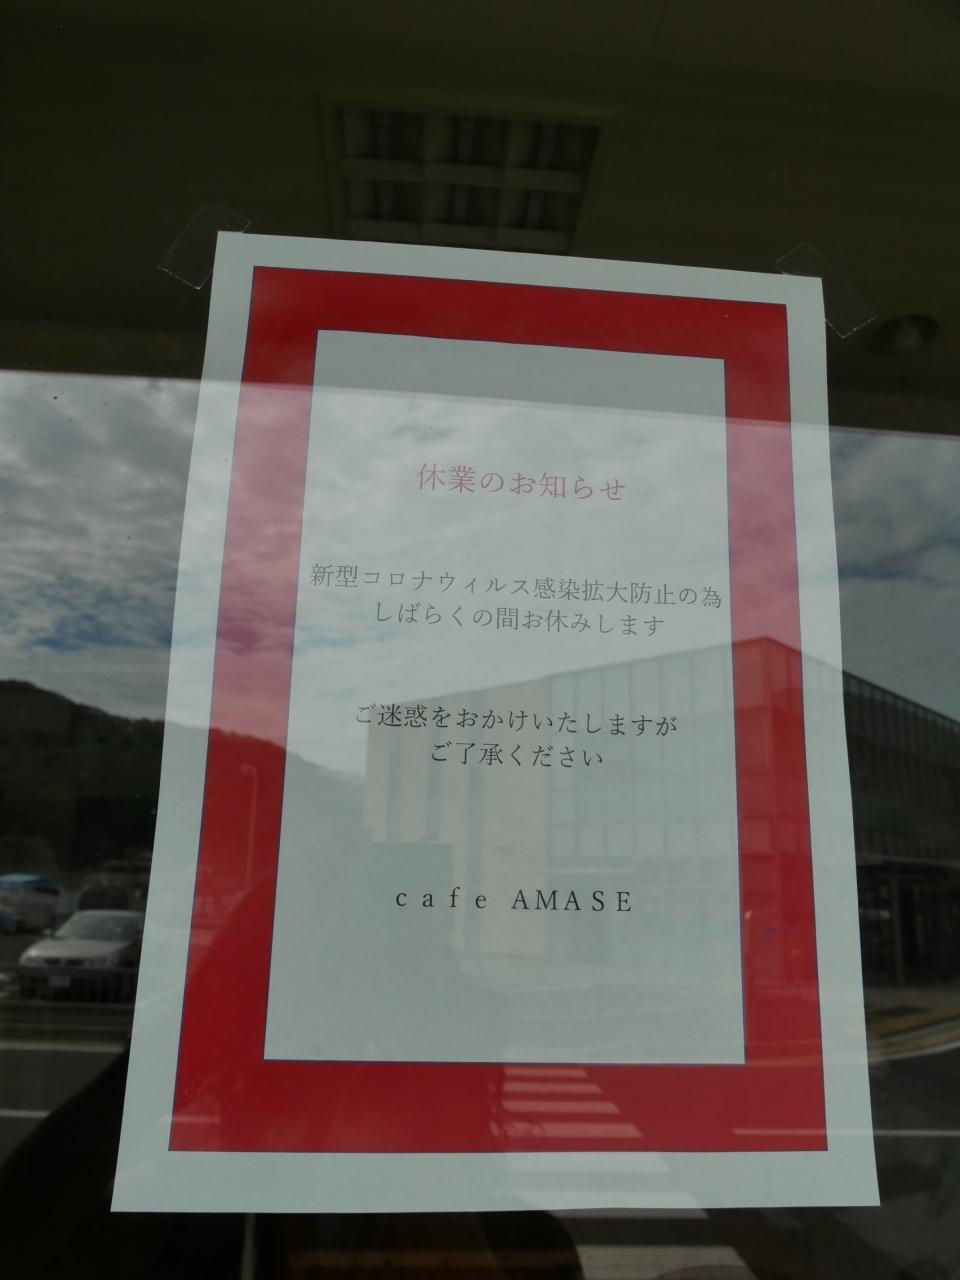 休業のお知らせ
新型コロナウィルス感染拡大防止の為
しばらくの間お休みします
ご迷惑をおかけいたしますが
ご了承ください
cafe AMASE